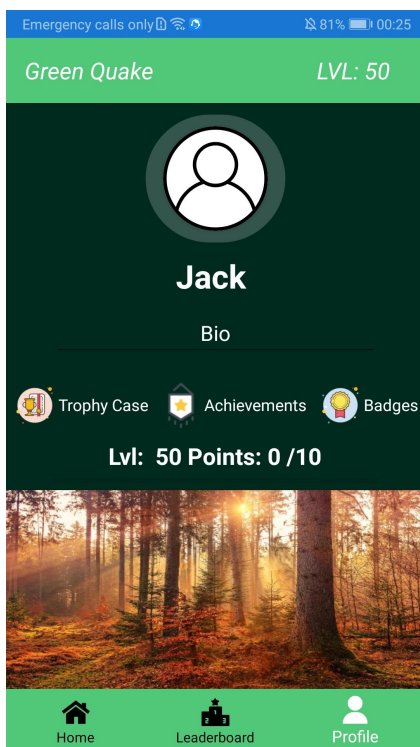 Emergency calls only 81% 00:25
Green Quake LVL: 50
Jack
Bio
Trophy Case Achievements Badges
Lvl: 50 Points: 0 /10
Home Leaderboard Profile